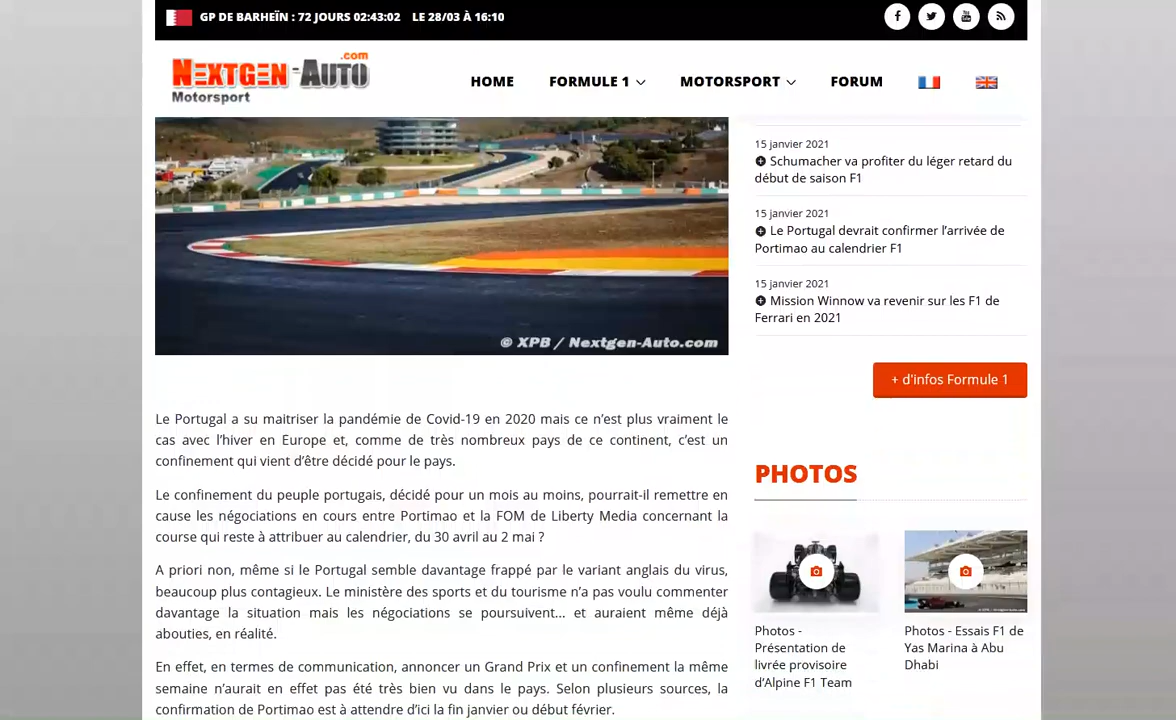 GP DE BARHEÏN : 72 JOURS 02:43:02 LE 28/03 À 16:10
NEXTGEN-AUTO.com
Motorsport
HOME FORMULE 1 MOTORSPORT FORUM
© XPB / Nextgen-Auto.com
Le Portugal a su maitriser la pandémie de Covid-19 en 2020 mais ce n’est plus vraiment le
cas avec l’hiver en Europe et, comme de très nombreux pays de ce continent, c’est un
confinement qui vient d’être décidé pour le pays.
Le confinement du peuple portugais, décidé pour un mois au moins, pourrait-il remettre en
cause les négociations en cours entre Portimao et la FOM de Liberty Media concernant la
course qui reste à attribuer au calendrier, du 30 avril au 2 mai ?
A priori non, même si le Portugal semble davantage frappé par le variant anglais du virus,
beaucoup plus contagieux. Le ministère des sports et du tourisme n’a pas voulu commenter
davantage la situation mais les négociations se poursuivent... et auraient même déjà
abouties, en réalité.
En effet, en termes de communication, annoncer un Grand Prix et un confinement la même
semaine n’aurait en effet pas été très bien vu dans le pays. Selon plusieurs sources, la
confirmation de Portimao est à attendre d’ici la fin janvier ou début février.
15 janvier 2021
Schumacher va profiter du léger retard du
début de saison F1
15 janvier 2021
Le Portugal devrait confirmer l’arrivée de
Portimao au calendrier F1
15 janvier 2021
Mission Winnow va revenir sur les F1 de
Ferrari en 2021
+ d'infos Formule 1
PHOTOS
Photos -
Présentation de
livrée provisoire
d’Alpine F1 Team
Photos - Essais F1 de
Yas Marina à Abu
Dhabi